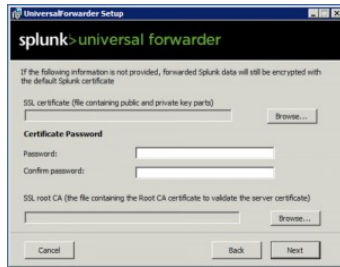 UniversalForwarder Setup
splunk>universal forwarder
If the following information is not provided, forwarded Splunk data will still be encrypted with
the default Splunk certificate
SSL certificate (file containing public and private key parts)
Browse...
Certificate Password
Password:
Confirm password:
SSL root CA (the file containing the Root CA certificate to validate the server certificate)
Browse...
Cancel
Back
Next